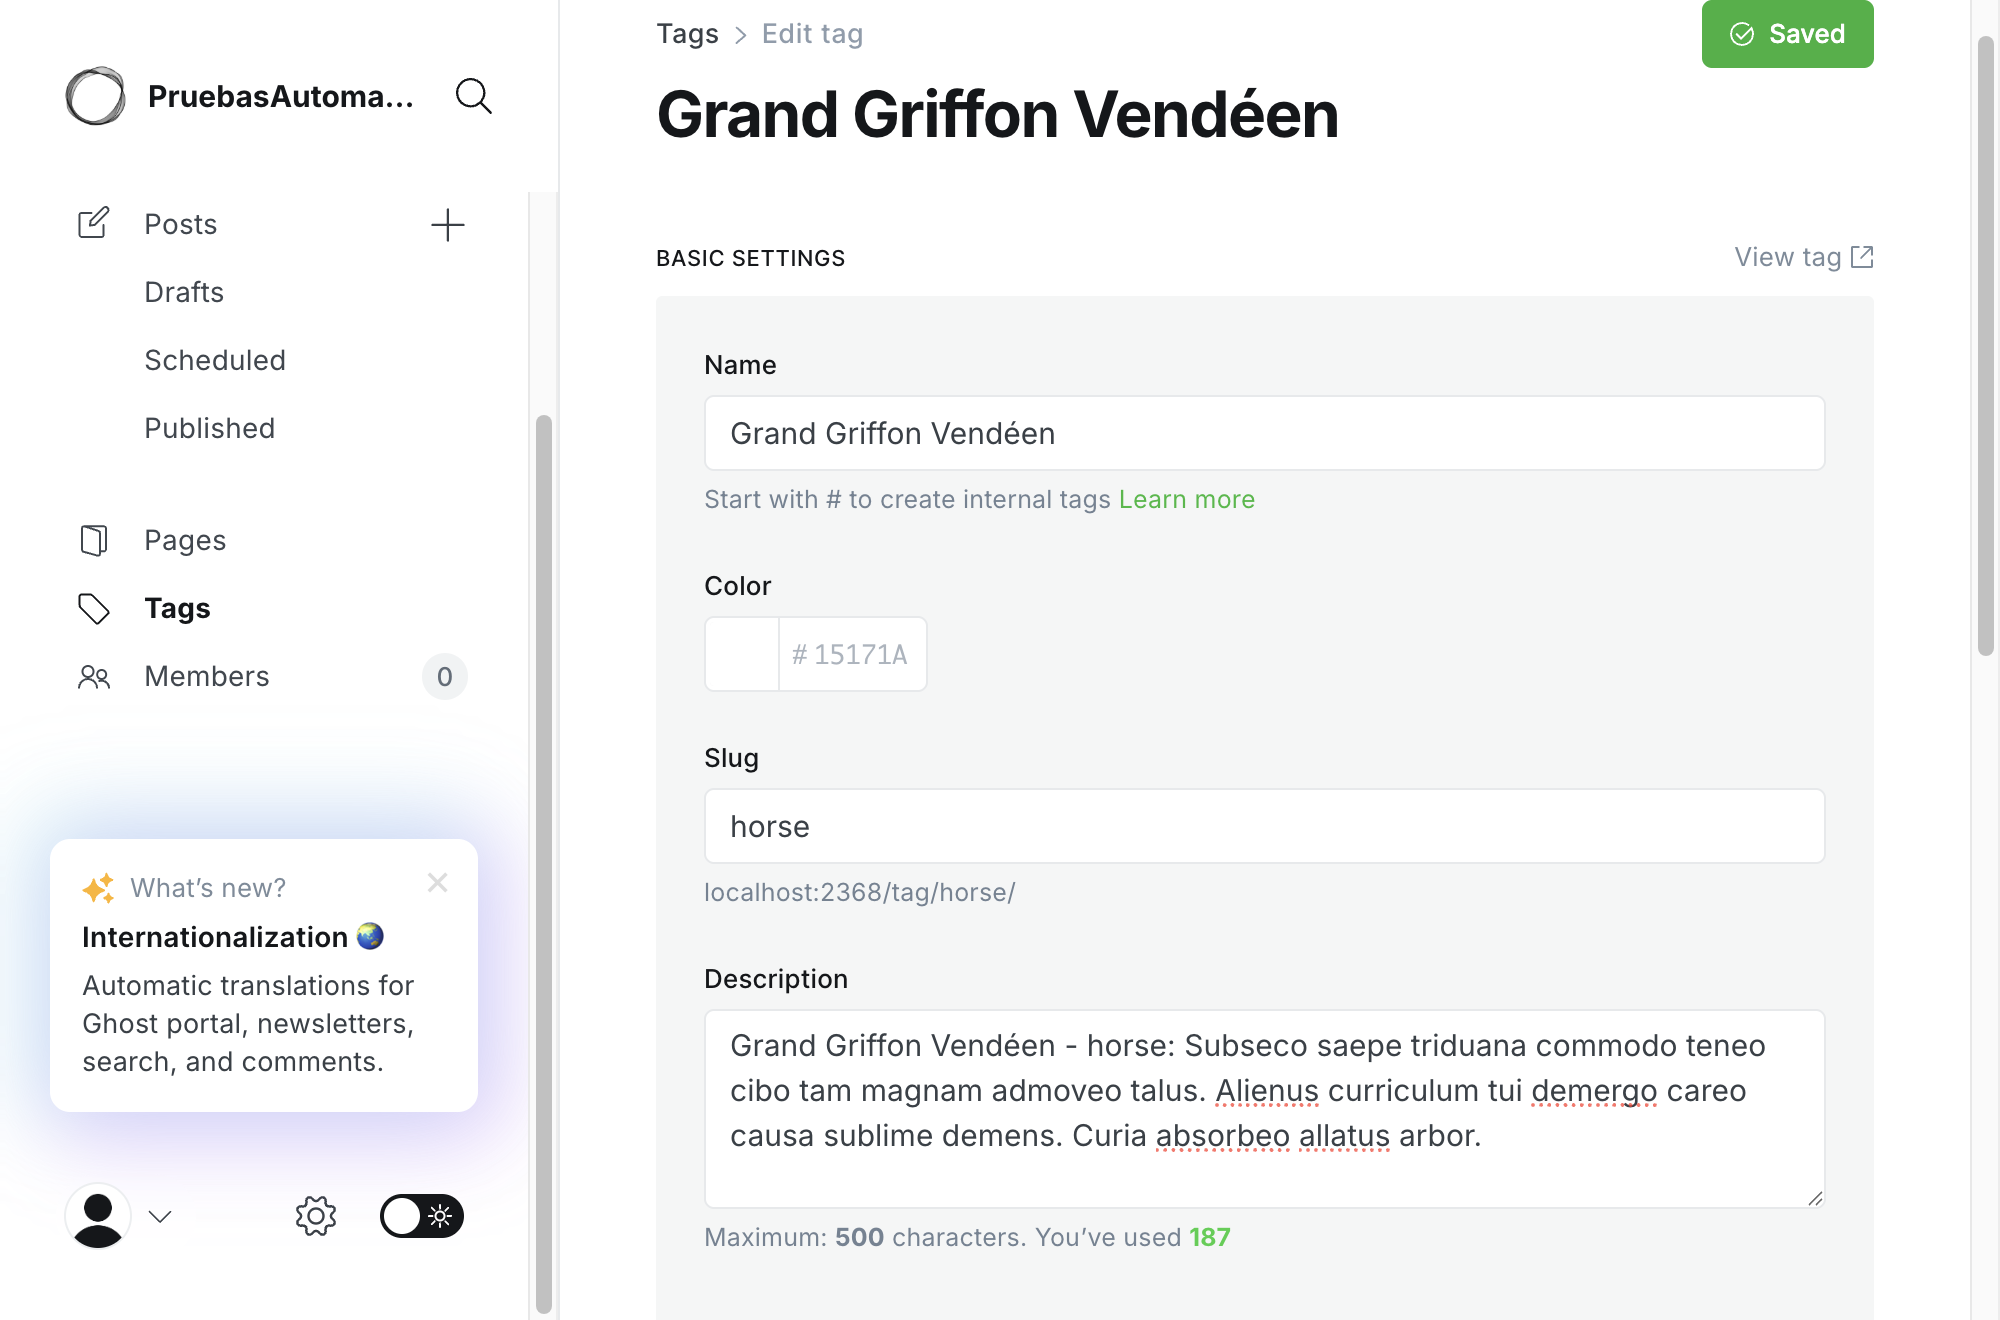 PruebasAutoma...
Posts
Drafts
Scheduled
Published
Pages
Tags
Members
0
What’s new?
Internationalization
Automatic translations for
Ghost portal, newsletters,
search, and comments.
Tags > Edit tag
Saved
Grand Griffon Vendéen
BASIC SETTINGS
View tag
Name
Grand Griffon Vendéen
Start with # to create internal tags Learn more
Color
# 15171A
Slug
horse
localhost:2368/tag/horse/
Description
Grand Griffon Vendéen - horse: Subseco saepe triduana commodo teneo
cibo tam magnam admoveo talus. Alienus curriculum tui demergo careo
causa sublime demens. Curia absorbeo allatus arbor.
Maximum: 500 characters. You’ve used 187